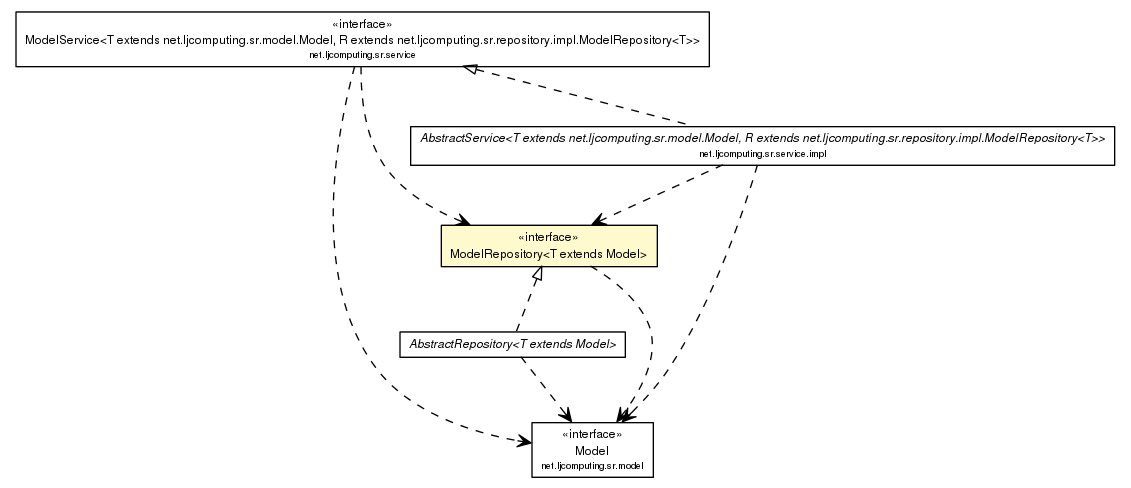 «interface»
ModelService<T extends net.ljcomputing.sr.model.Model, R extends net.ljcomputing.sr.repository.impl.ModelRepository<T>>
net.ljcomputing.sr.service
AbstractService<T extends net.ljcomputing.sr.model.Model, R extends net.ljcomputing.sr.repository.impl.ModelRepository<T>>
net.ljcomputing.sr.service.impl
«interface»
ModelRepository<T extends Model>
AbstractRepository<T extends Model>
«interface»
Model
net.ljcomputing.sr.model